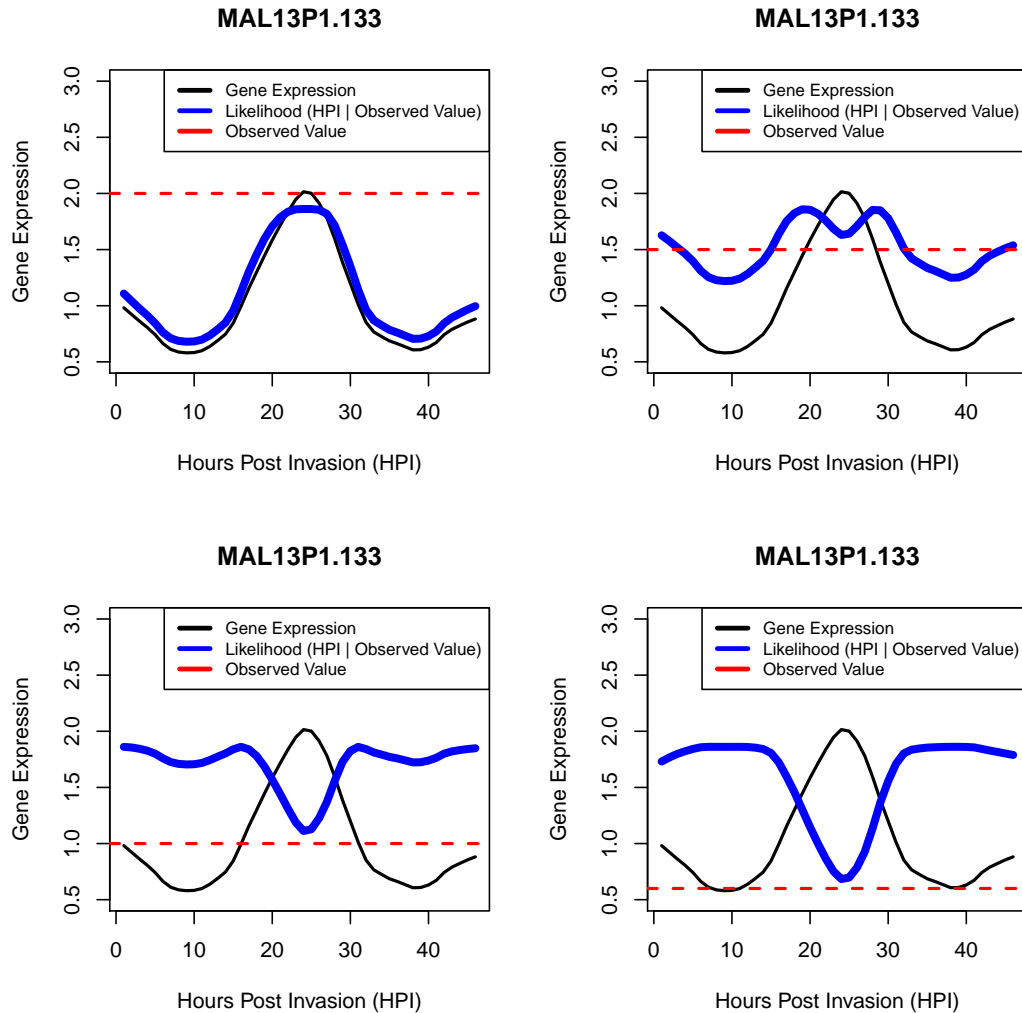 MAL13P1.133
Gene Expression
Likelihood (HPI | Observed Value)
Observed Value
Gene Expression
3.0
2.5
2.0
1.5
1.0
0.5
0 10 20 30 40
Hours Post Invasion (HPI)
MAL13P1.133
Gene Expression
Likelihood (HPI | Observed Value)
Observed Value
Gene Expression
3.0
2.5
2.0
1.5
1.0
0.5
0 10 20 30 40
Hours Post Invasion (HPI)
MAL13P1.133
Gene Expression
Likelihood (HPI | Observed Value)
Observed Value
Gene Expression
3.0
2.5
2.0
1.5
1.0
0.5
0 10 20 30 40
Hours Post Invasion (HPI)
MAL13P1.133
Gene Expression
Likelihood (HPI | Observed Value)
Observed Value
Gene Expression
3.0
2.5
2.0
1.5
1.0
0.5
0 10 20 30 40
Hours Post Invasion (HPI)